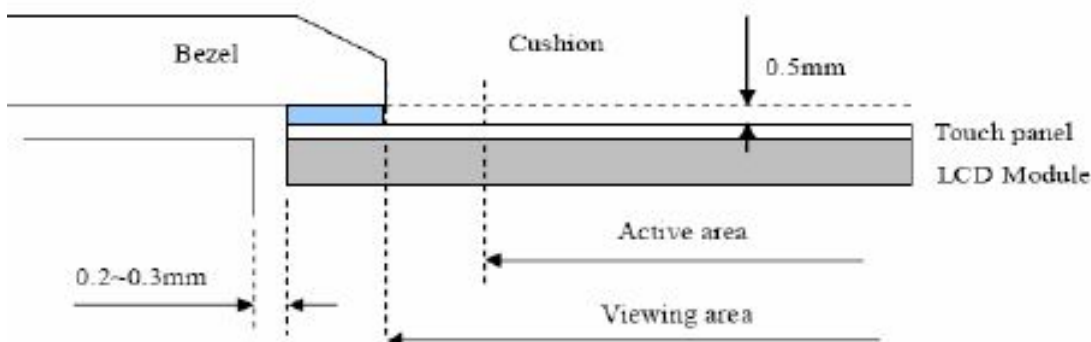 Cushion
Bezel
0.5mm
Touch panel
LCD Module
Active area
0.2~0.3mm
Viewing area